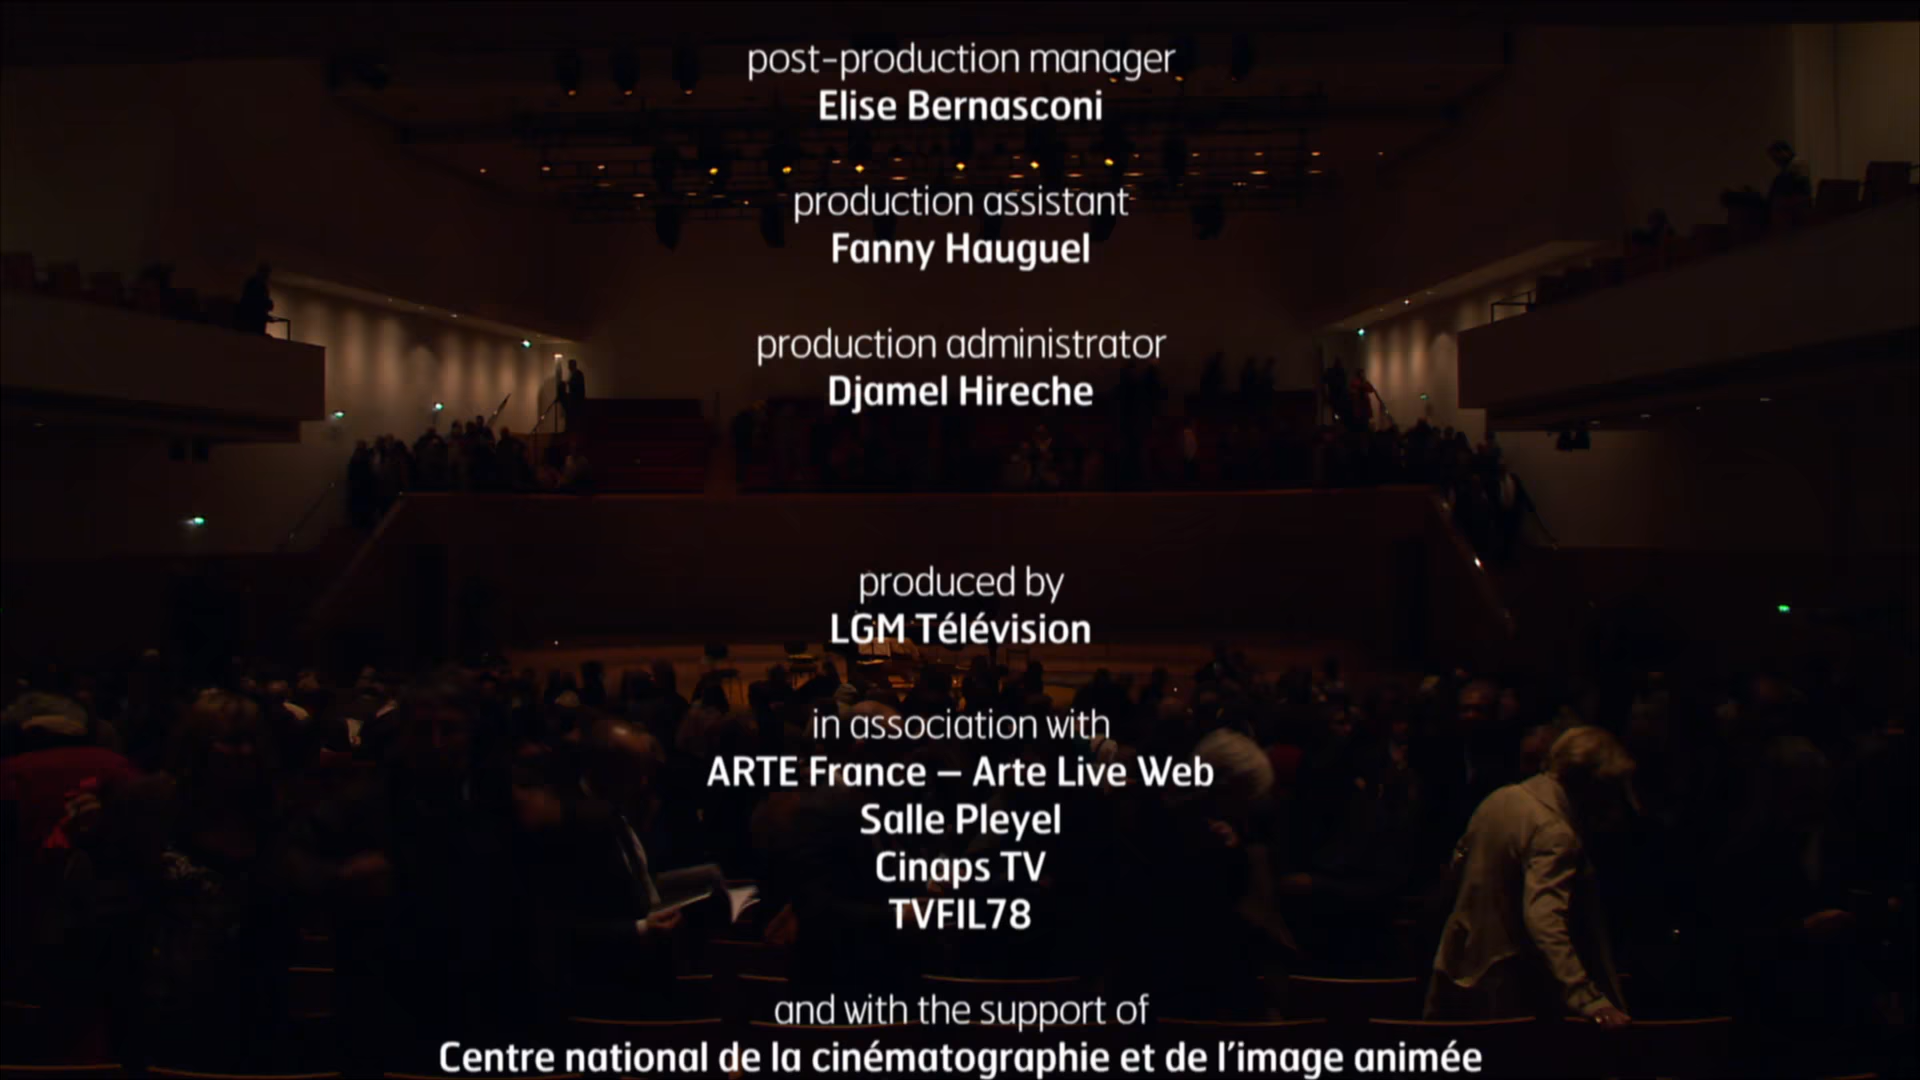 post-production manager
Elise Bernasconi
production assistant
Fanny Hauguel
production administrator
Djamel Hireche
produced by
LGM Télévision
in association with
ARTE France – Arte Live Web
Salle Pleyel
Cinaps TV
TVFIL78
and with the support of
Centre national de la cinématographie et de l'image animée